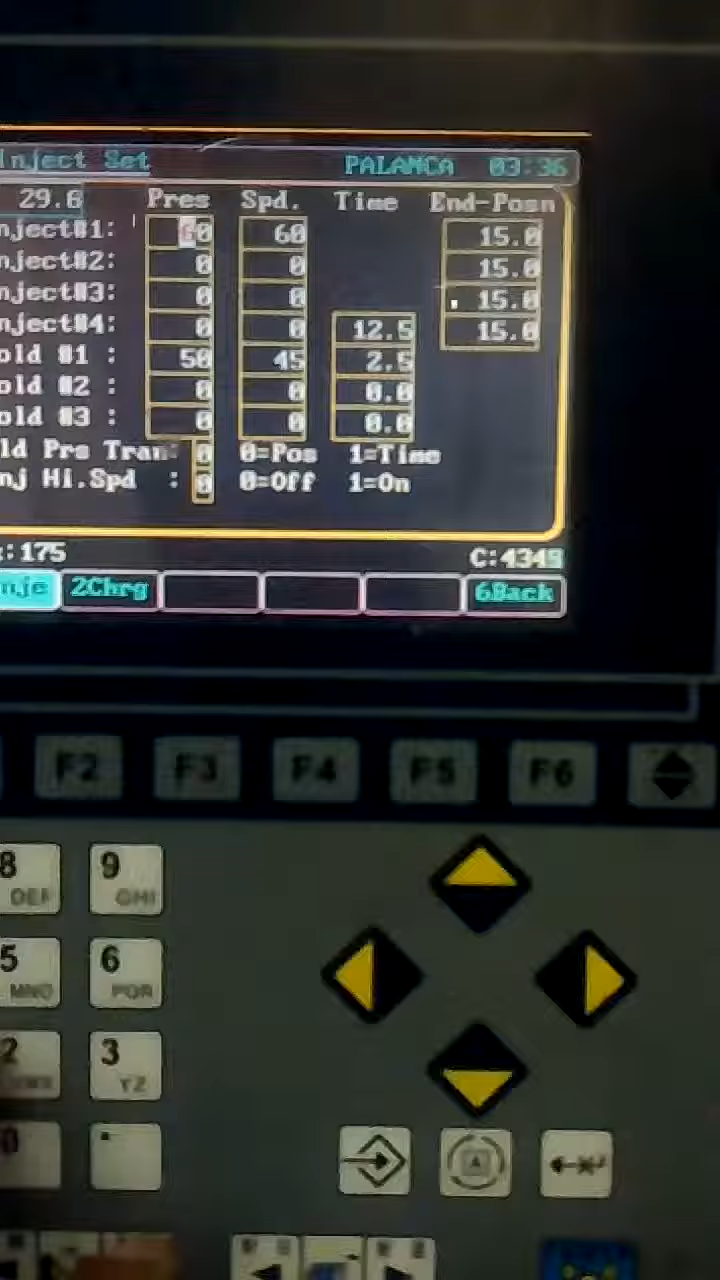 Inject Set PALANCA 03:36
29.6 Pres Spd. Time End-Posn
nject#1: 60 60 15.0
nject#2: 0 0 15.0
nject#3: 0 0 15.0
nject#4: 0 0 12.5 15.0
old #1 : 50 45 2.5
old #2 : 0 0 0.0
old #3 : 0 0 0.0
ld Prs Tran: 0 0=Pos 1=Time
nj Hi.Spd : 0 0=Off 1=On
:175 C:4349
nje 2Chrg 6Back
F2 F3 F4 F5 F6
8 DEF 9 GHI
5 MNO 6 PQR
2 3 YZ
0 .
A